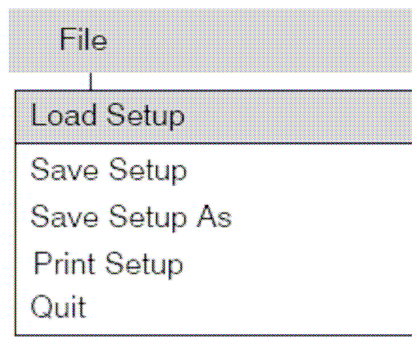 File
Load Setup
Save Setup
Save Setup As
Print Setup
Quit